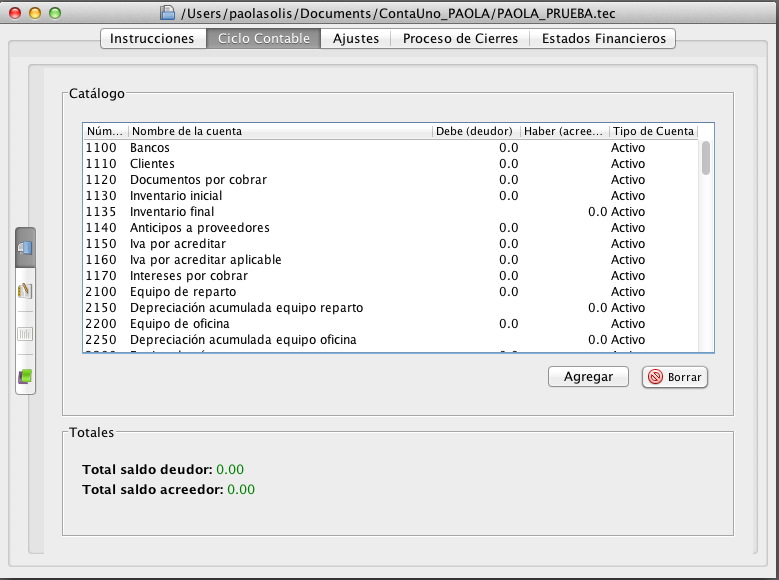 /Users/paolasolis/Documents/ContaUno_PAOLA/PAOLA_PRUEBA.tec
Instrucciones Ciclo Contable Ajustes Proceso de Cierres Estados Financieros
Catálogo
Núm... Nombre de la cuenta Debe (deudor) Haber (acree... Tipo de Cuenta
1100 Bancos 0.0 Activo
1110 Clientes 0.0 Activo
1120 Documentos por cobrar 0.0 Activo
1130 Inventario inicial 0.0 Activo
1135 Inventario final 0.0 Activo
1140 Anticipos a proveedores 0.0 Activo
1150 Iva por acreditar 0.0 Activo
1160 Iva por acreditar aplicable 0.0 Activo
1170 Intereses por cobrar 0.0 Activo
2100 Equipo de reparto 0.0 Activo
2150 Depreciación acumulada equipo reparto 0.0 Activo
2200 Equipo de oficina 0.0 Activo
2250 Depreciación acumulada equipo oficina 0.0 Activo
Agregar Borrar
Totales
Total saldo deudor: 0.00
Total saldo acreedor: 0.00